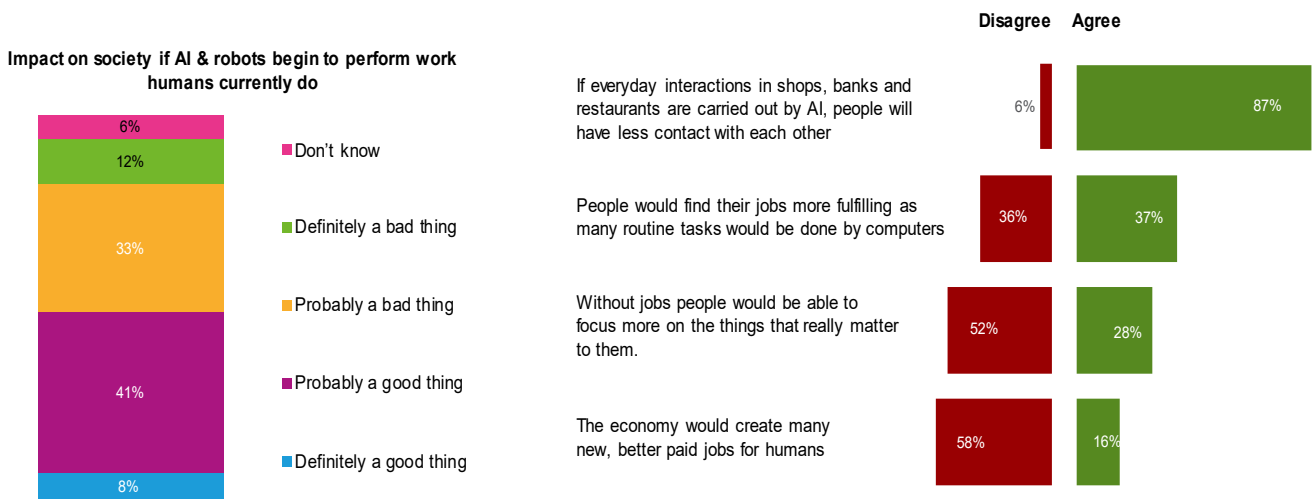 Impact on society if AI & robots begin to perform work
humans currently do
6%
12%
33%
41%
8%
Don't know
Definitely a bad thing
Probably a bad thing
Probably a good thing
Definitely a good thing
Disagree Agree
If everyday interactions in shops, banks and
restaurants are carried out by AI, people will
have less contact with each other
6% 87%
People would find their jobs more fulfilling as
many routine tasks would be done by computers
36% 37%
Without jobs people would be able to
focus more on the things that really matter
to them.
52% 28%
The economy would create many
new, better paid jobs for humans
58% 16%